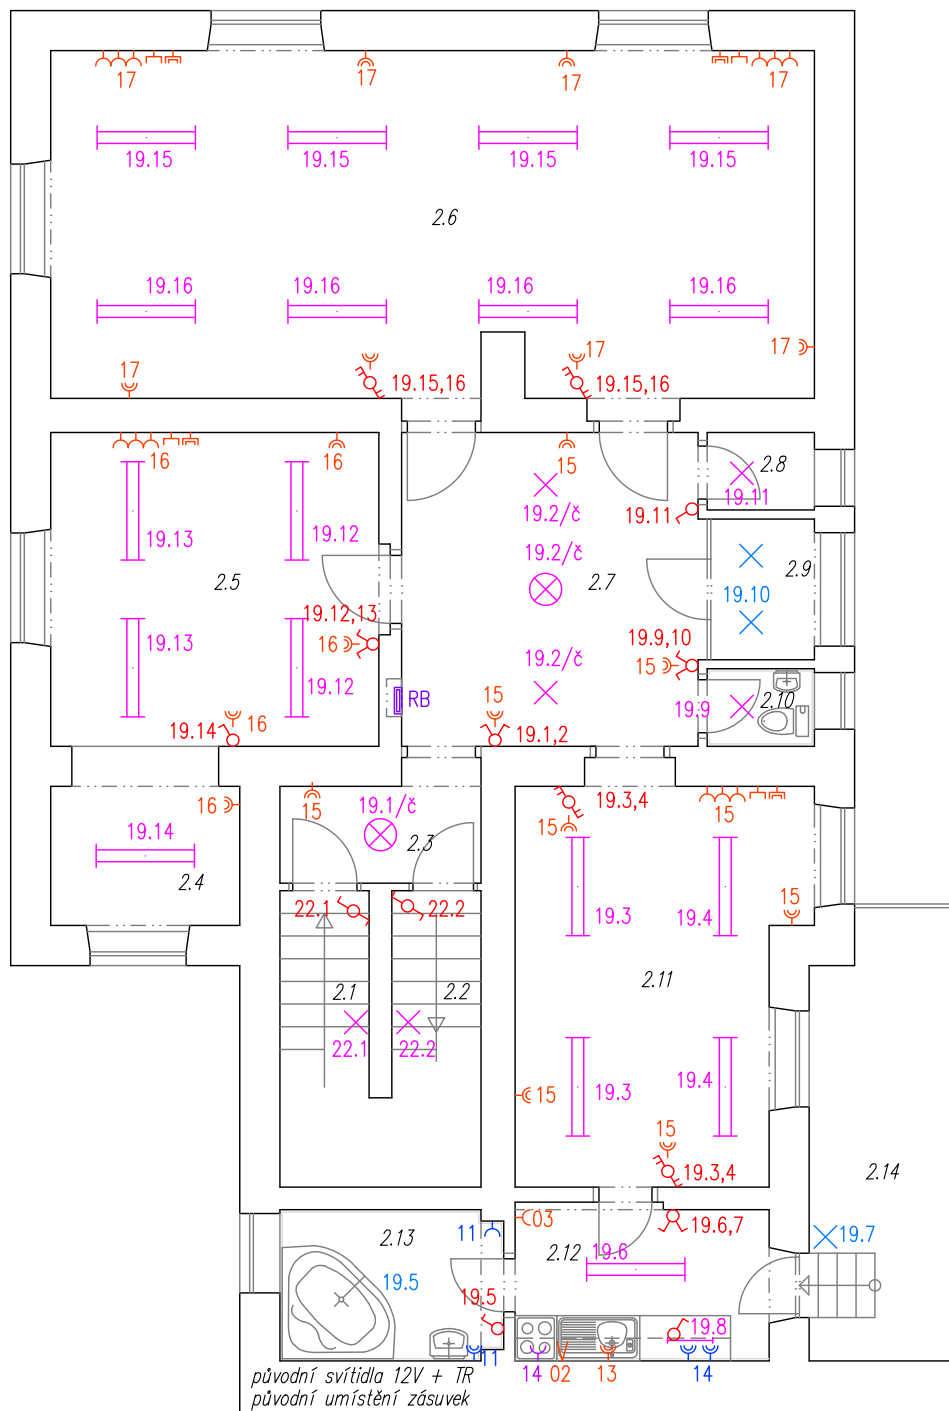 17 17 17 17
19.15 19.15 19.15 19.15
2.6
19.16 19.16 19.16 19.16
17 17 17
19.15,16 19.15,16
16 16 15 2.8
19.11
19.2/č 19.11
19.13 19.12
19.2/č
2.5 2.7 2.9
19.10
19.12,13
19.13 16 19.9,10
19.2/č 15
19.12 RB 15 19.9 2.10
19.14 16 19.1,2
16 15 19.1/č 19.3,4 15
19.14 2.3 15
2.4
22.1 22.2 19.3 19.4 15
2.11
2.1 2.2
22.1 22.2
19.3 19.4
15
15
19.3,4 2.14
11 03 19.6,7
2.13 2.12 19.6 19.7
19.5
19.5 19.8
11 14 02 13 14
původní svítidla 12V + TR
původní umístění zásuvek